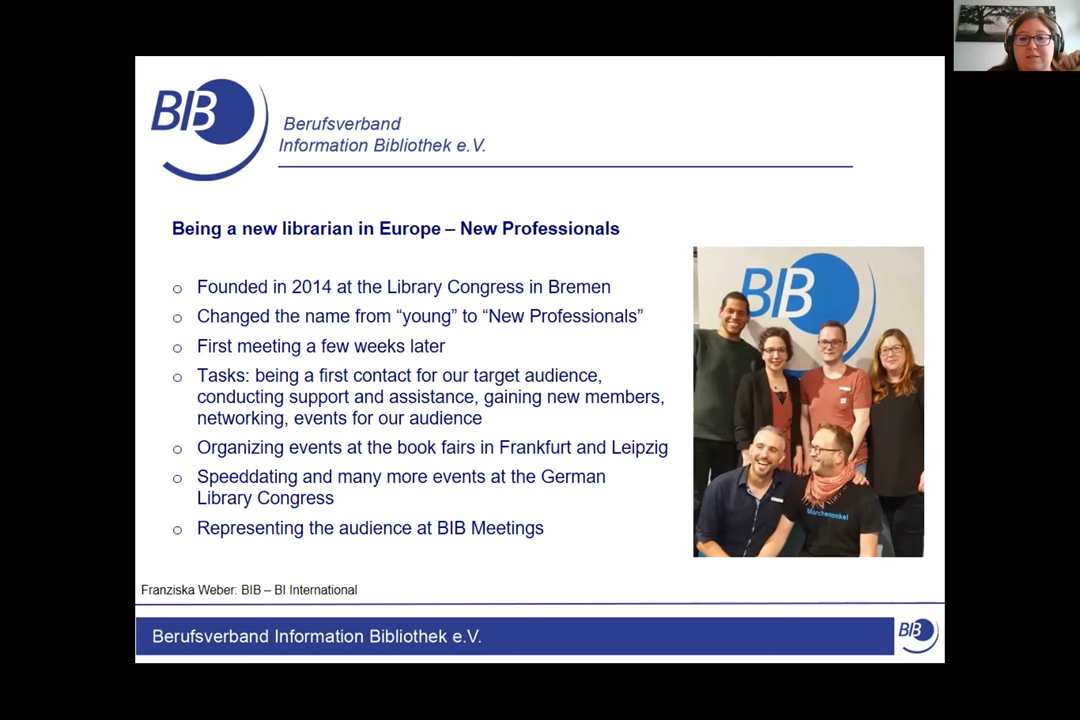 BIB
Berufsverband
Information Bibliothek e.V.
Being a new librarian in Europe – New Professionals
o Founded in 2014 at the Library Congress in Bremen
o Changed the name from “young” to “New Professionals”
o First meeting a few weeks later
o Tasks: being a first contact for our target audience,
conducting support and assistance, gaining new members,
networking, events for our audience
o Organizing events at the book fairs in Frankfurt and Leipzig
o Speeddating and many more events at the German
Library Congress
o Representing the audience at BIB Meetings
BIB
Märchenonkel
Franziska Weber: BIB – BI International
Berufsverband Information Bibliothek e.V.
BIB